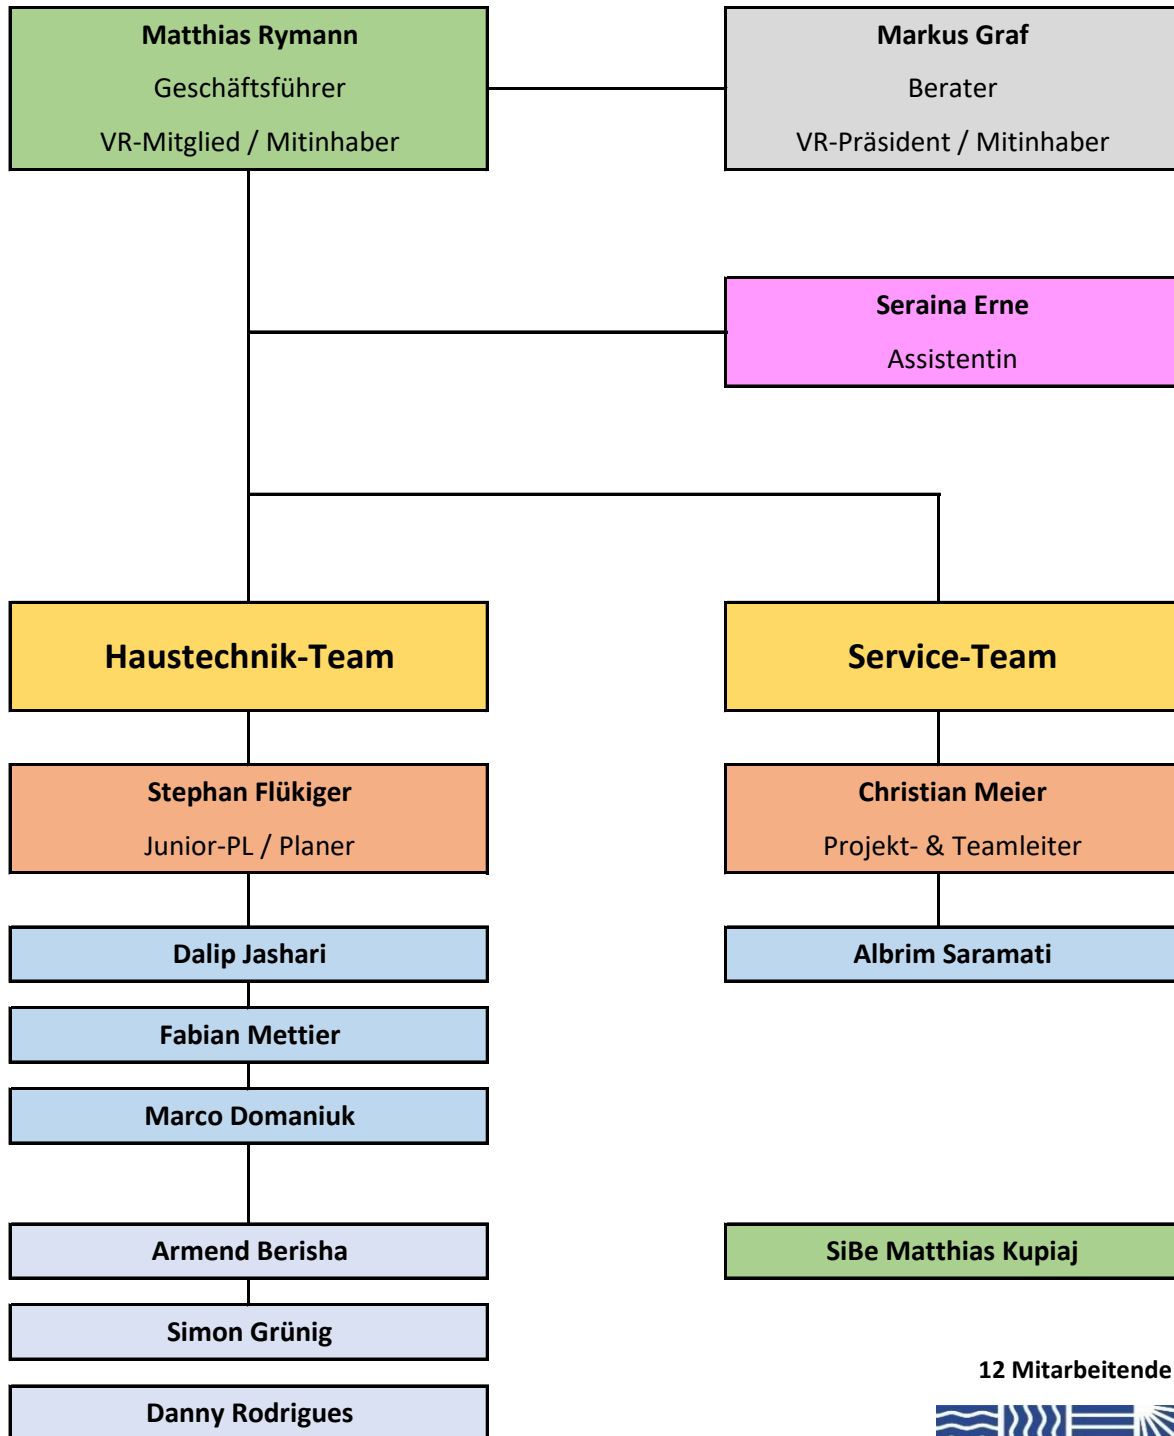 Matthias Rymann
Geschäftsführer
VR-Mitglied / Mitinhaber
Markus Graf
Berater
VR-Präsident / Mitinhaber
Seraina Erne
Assistentin
Haustechnik-Team
Service-Team
Stephan Flükiger
Junior-PL / Planer
Christian Meier
Projekt- & Teamleiter
Dalip Jashari
Albrim Saramati
Fabian Mettier
Marco Domaniuk
Armend Berisha
SiBe Matthias Kupiaj
Simon Grünig
12 Mitarbeitende
Danny Rodrigues